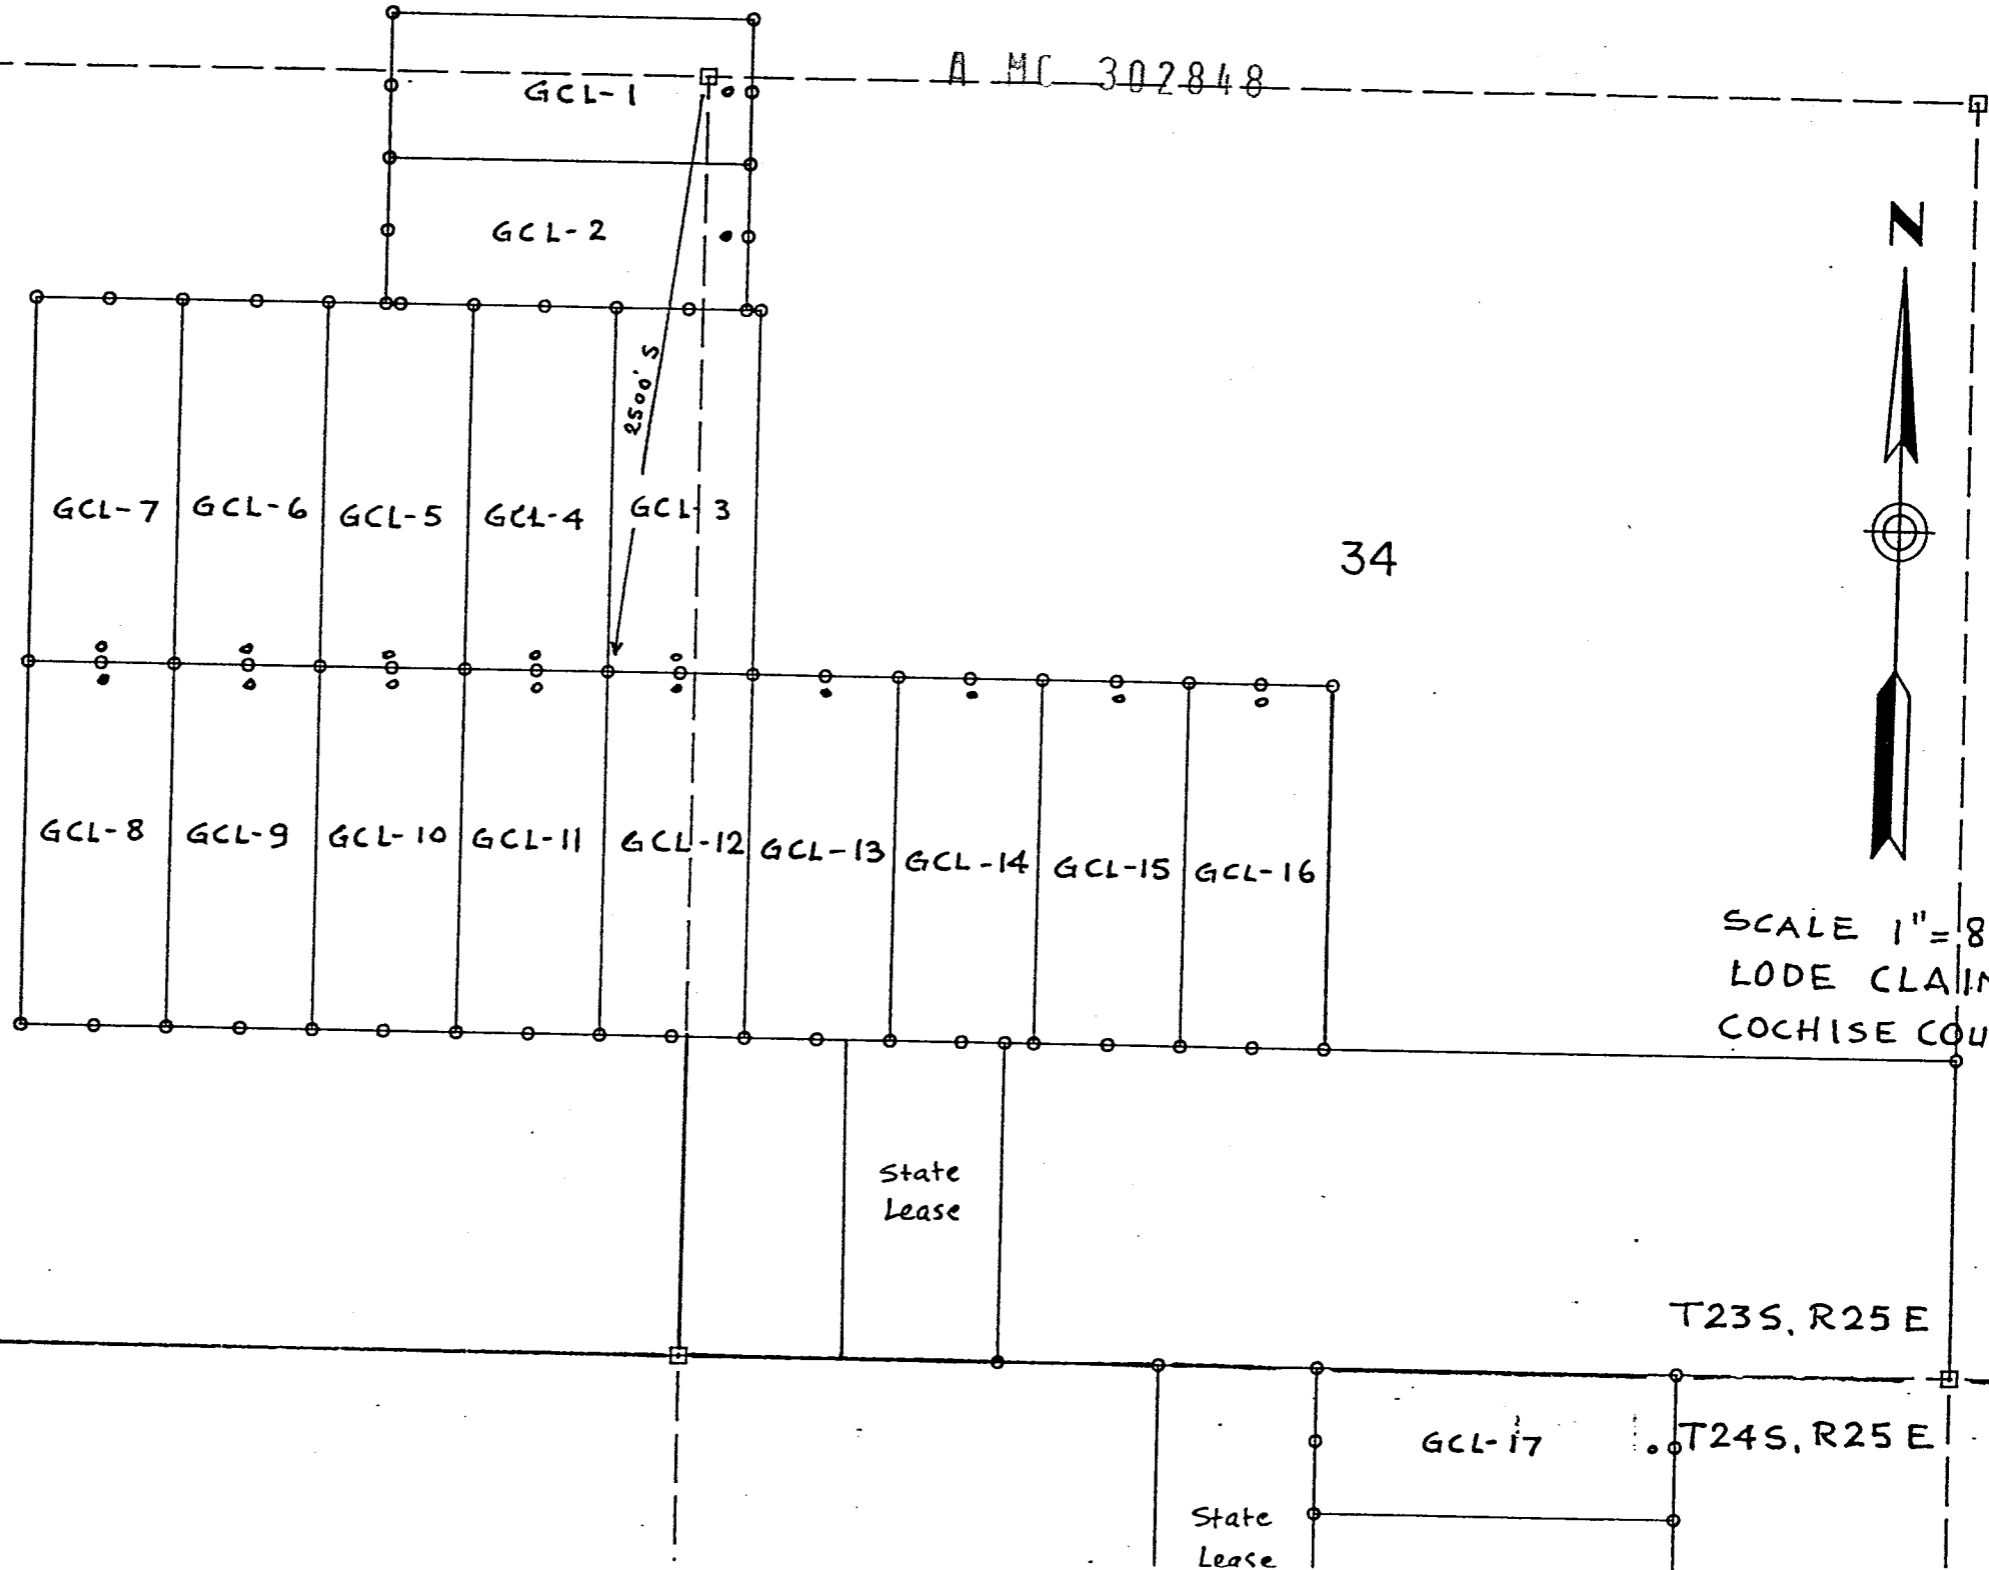 A MC 302848
GCL-1
N
GCL-2
2500' S
GCL-7
GCL-6
GCL-5
GCL-4
GCL-3
34
GCL-8
GCL-9
GCL-10
GCL-11
GCL-12
GCL-13
GCL-14
GCL-15
GCL-16
SCALE 1"=8
LODE CLAIM
COCHISE COU
State
Lease
T23S, R25E
GCL-17
T24S, R25E
State
Lease